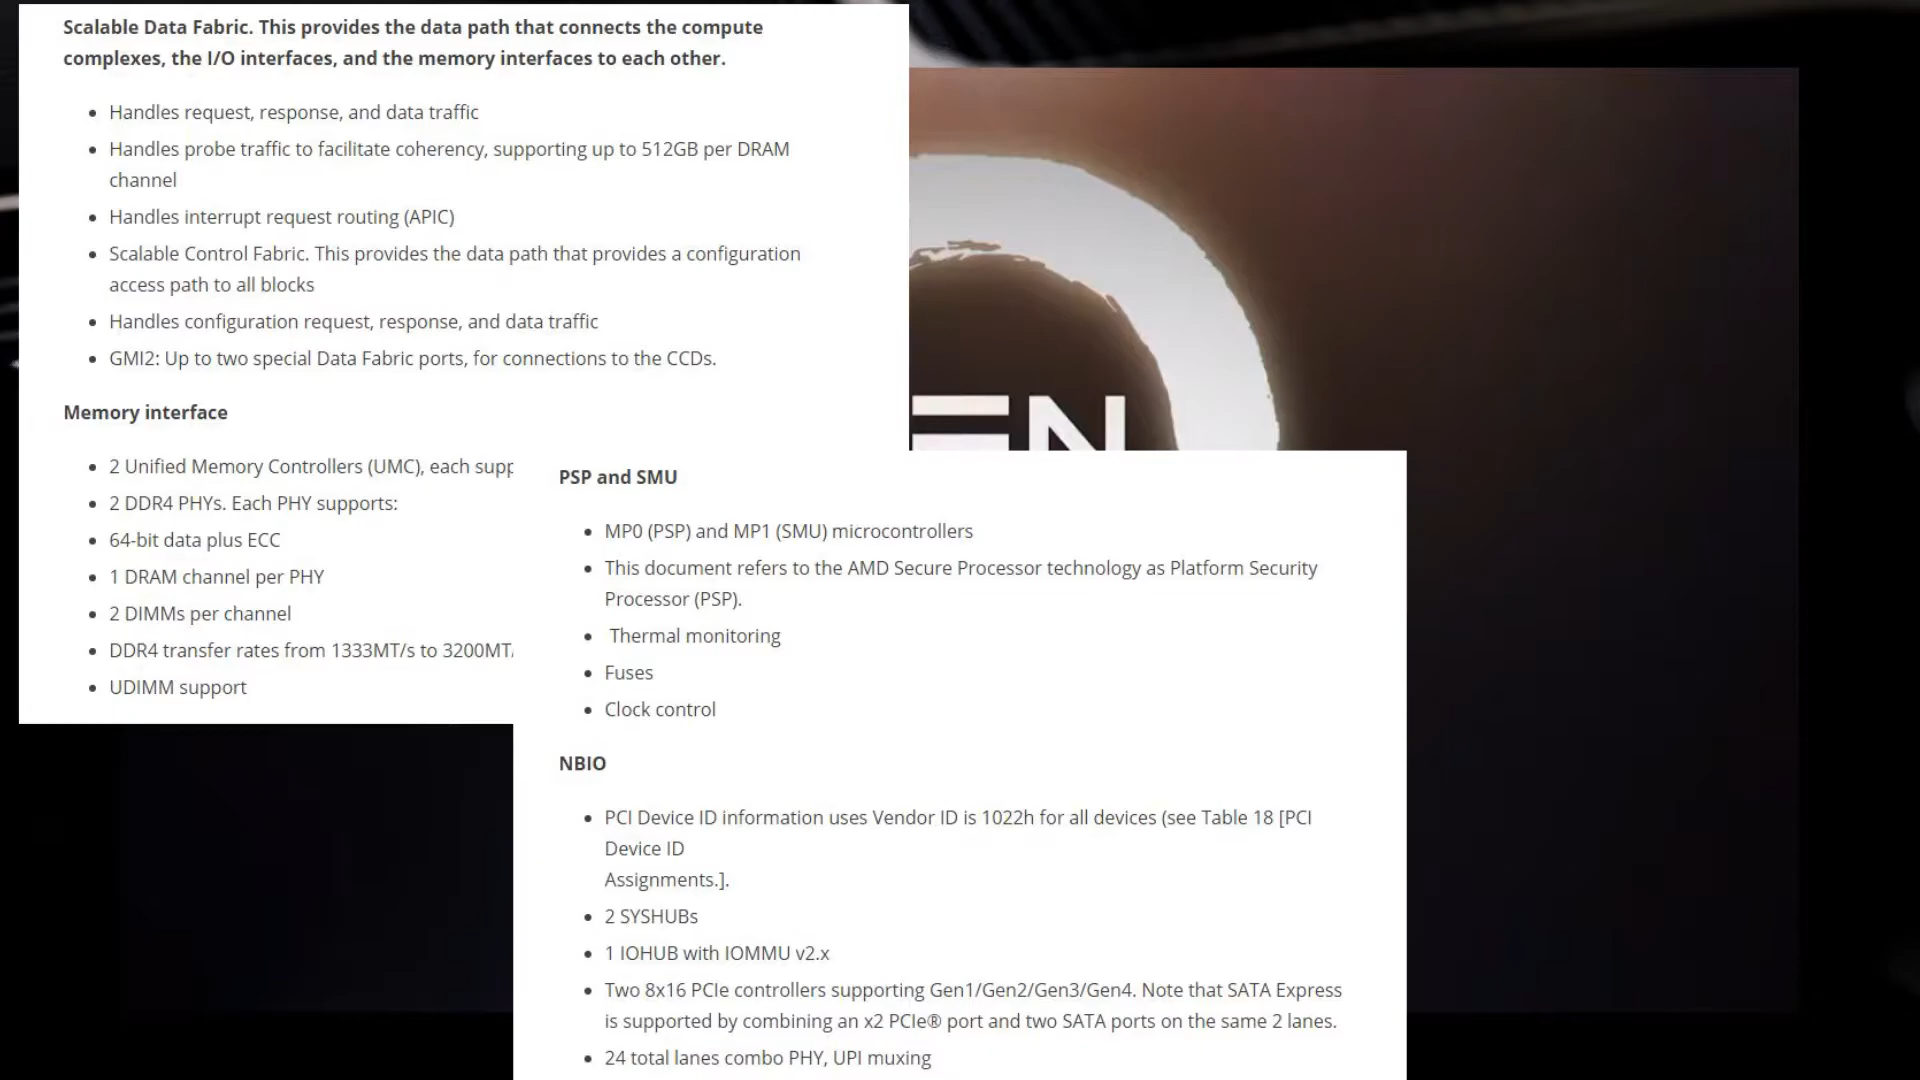 Scalable Data Fabric. This provides the data path that connects the compute
complexes, the I/O interfaces, and the memory interfaces to each other.
• Handles request, response, and data traffic
• Handles probe traffic to facilitate coherency, supporting up to 512GB per DRAM
channel
• Handles interrupt request routing (APIC)
• Scalable Control Fabric. This provides the data path that provides a configuration
access path to all blocks
• Handles configuration request, response, and data traffic
• GMI2: Up to two special Data Fabric ports, for connections to the CCDs.
Memory interface
• 2 Unified Memory Controllers (UMC), each supp
• 2 DDR4 PHYs. Each PHY supports:
• 64-bit data plus ECC
• 1 DRAM channel per PHY
• 2 DIMMs per channel
• DDR4 transfer rates from 1333MT/s to 3200MT/
• UDIMM support
EN
PSP and SMU
• MP0 (PSP) and MP1 (SMU) microcontrollers
• This document refers to the AMD Secure Processor technology as Platform Security
Processor (PSP).
• Thermal monitoring
• Fuses
• Clock control
NBIO
• PCI Device ID information uses Vendor ID is 1022h for all devices (see Table 18 [PCI
Device ID
Assignments.].
• 2 SYSHUBs
• 1 IOHUB with IOMMU v2.x
• Two 8x16 PCIe controllers supporting Gen1/Gen2/Gen3/Gen4. Note that SATA Express
is supported by combining an x2 PCIe® port and two SATA ports on the same 2 lanes.
• 24 total lanes combo PHY, UPI muxing